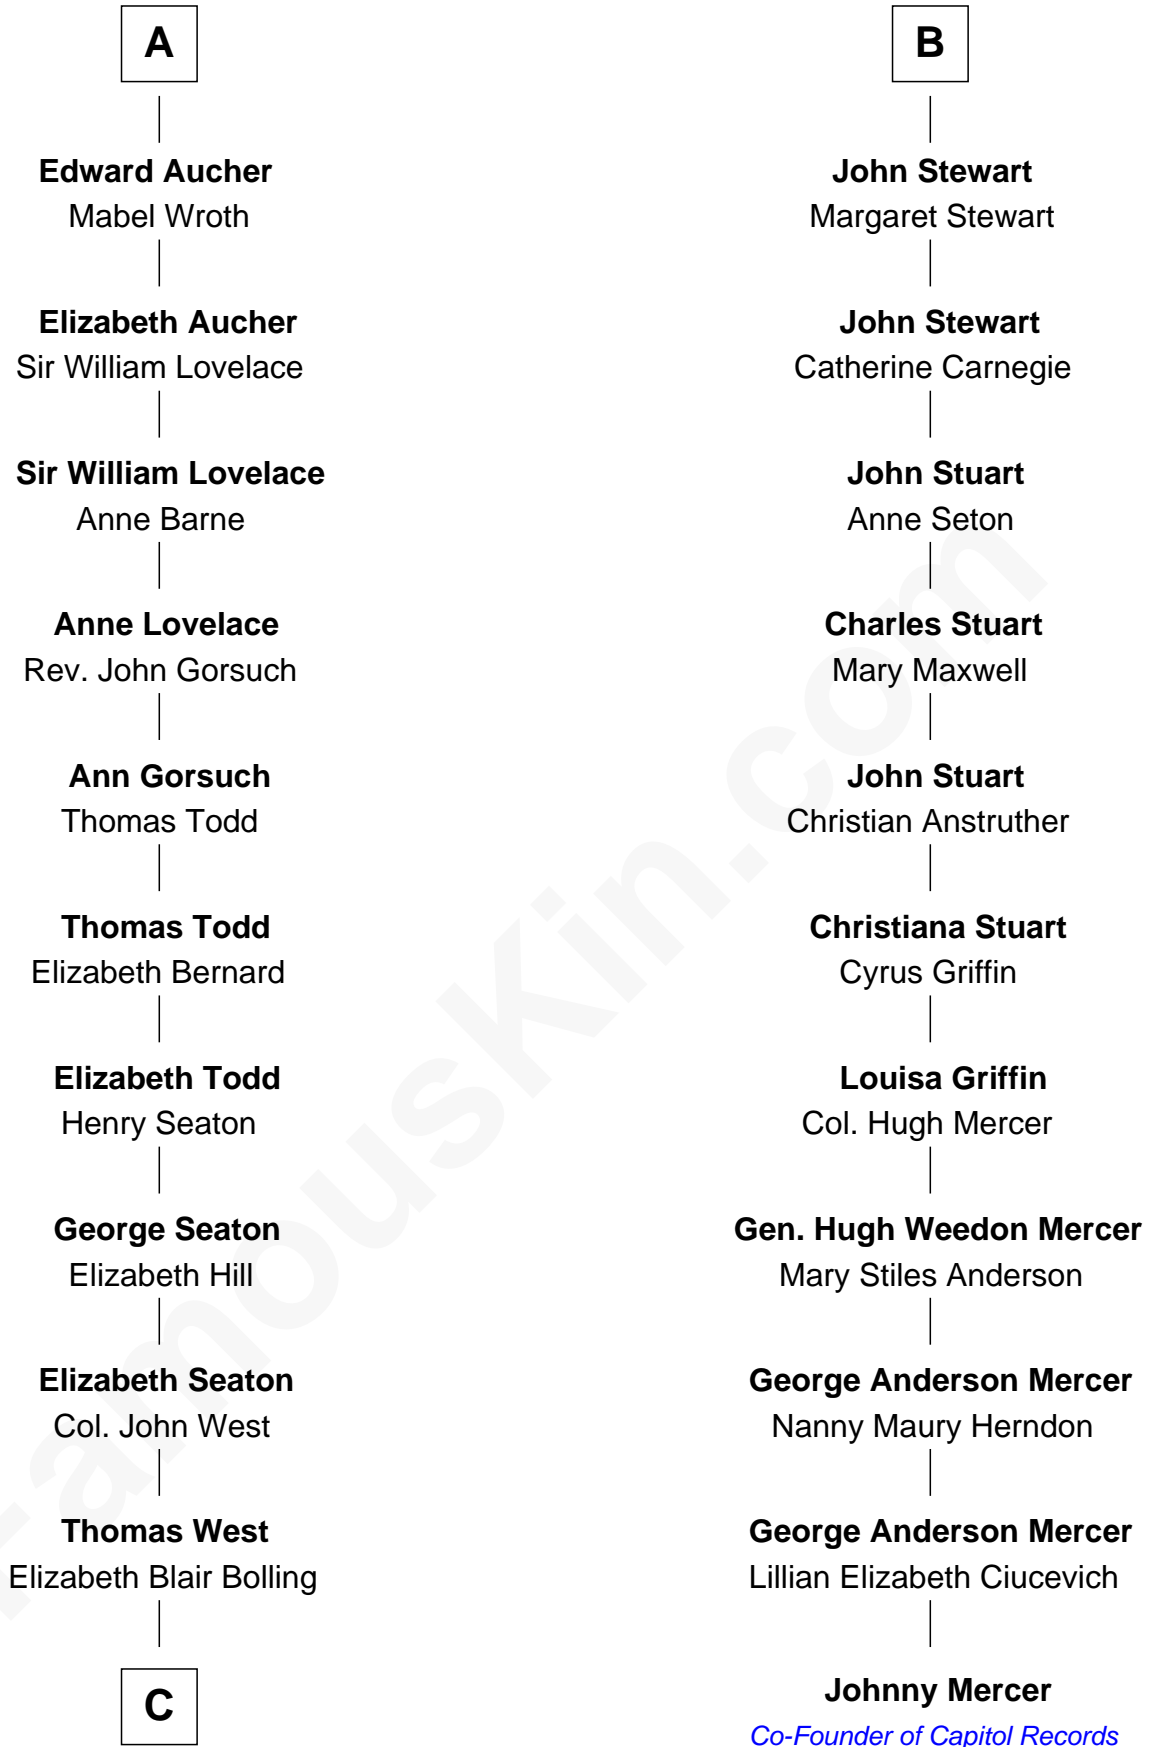 A
Edward Aucher
Mabel Wroth
Elizabeth Aucher
Sir William Lovelace
Sir William Lovelace
Anne Barne
Anne Lovelace
Rev. John Gorsuch
Ann Gorsuch
Thomas Todd
Thomas Todd
Elizabeth Bernard
Elizabeth Todd
Henry Seaton
George Seaton
Elizabeth Hill
Elizabeth Seaton
Col. John West
Thomas West
Elizabeth Blair Bolling
C
B
John Stewart
Margaret Stewart
John Stewart
Catherine Carnegie
John Stuart
Anne Seton
Charles Stuart
Mary Maxwell
John Stuart
Christian Anstruther
Christiana Stuart
Cyrus Griffin
Louisa Griffin
Col. Hugh Mercer
Gen. Hugh Weedon Mercer
Mary Stiles Anderson
George Anderson Mercer
Nanny Maury Herndon
George Anderson Mercer
Lillian Elizabeth Ciucevich
Johnny Mercer
Co-Founder of Capitol Records
FamousKin.com